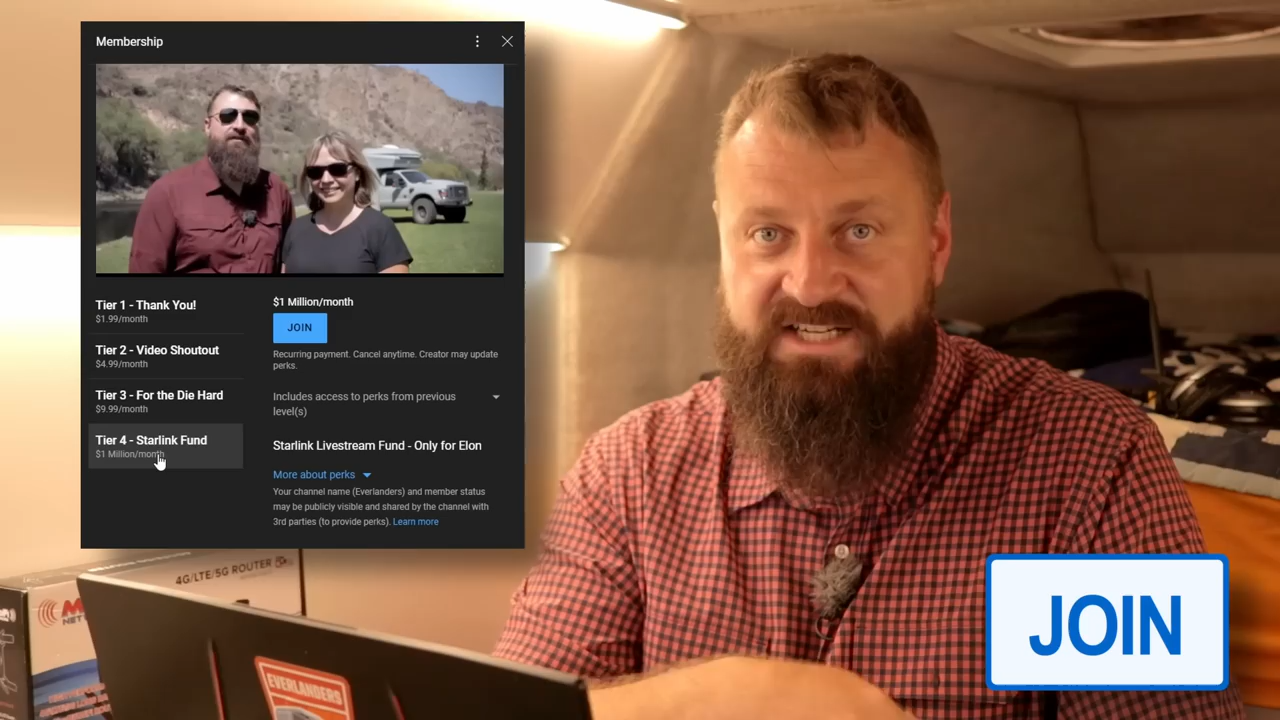 Membership
Tier 1 - Thank You!
$1.99/month
Tier 2 - Video Shoutout
$4.99/month
Tier 3 - For the Die Hard
$9.99/month
Tier 4 - Starlink Fund
$1 Million/month
$1 Million/month
JOIN
Recurring payment. Cancel anytime. Creator may update
perks.
Includes access to perks from previous
level(s)
Starlink Livestream Fund - Only for Elon
More about perks
Your channel name (Everlanders) and member status
may be publicly visible and shared by the channel with
3rd parties (to provide perks). Learn more
4G/LTE/5G ROUTER
NET
EVERLANDERS
JOIN